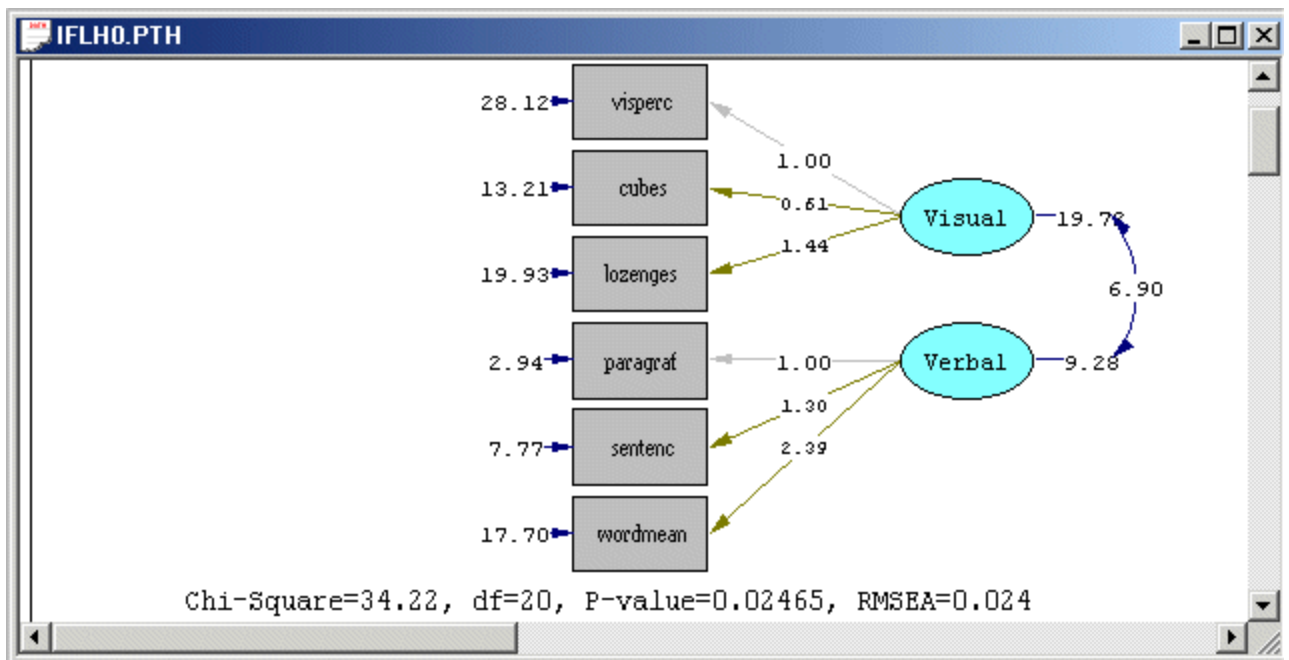 IFLH0.PTH
28.12 visperc
1.00
13.21 cubes
0.61
Visual
1.44
19.93 lozenges
6.90
2.94 paragraf
1.00
Verbal 9.28
1.30
7.77 sentenc
2.39
17.70 wordmean
Chi-Square=34.22, df=20, P-value=0.02465, RMSEA=0.024